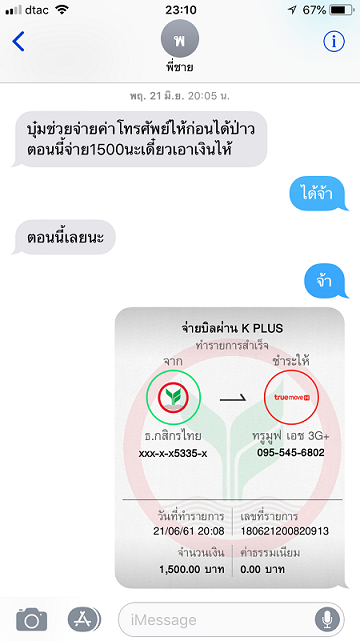 dtac 23:10 67%
พ
พี่ชาย
พฤ. 21 มิ.ย. 20:05 น.
บุ๋มช่วยจ่ายค่าโทรศัพย์ให้ก่อนได้ป่าว
ตอนนี้จ่าย1500นะเดี๋ยวเอาเงินไห้
ได้จ้า
ตอนนี้เลยนะ
จ้า
จ่ายบิลผ่าน K PLUS
ทำรายการสำเร็จ
จาก ชำระให้
truemove H
ธ.กสิกรไทย ทรูมูฟ เอช 3G+
xxx-x-x5335-x 095-545-6802
วันที่ทำรายการ เลขที่รายการ
21/06/61 20:08 180621200820913
จำนวนเงิน ค่าธรรมเนียม
1,500.00 บาท 0.00 บาท
iMessage